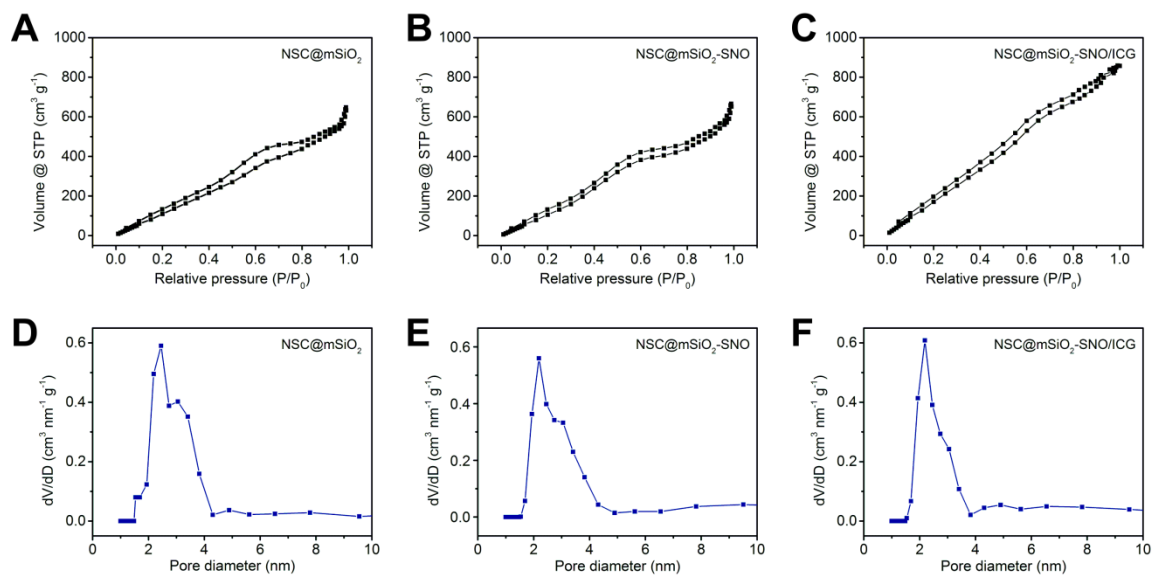 A
NSC@mSiO₂
1000
800
600
400
200
0
0.0 0.2 0.4 0.6 0.8 1.0
Volume @ STP (cm³ g⁻¹)
Relative pressure (P/P₀)
B
NSC@mSiO₂-SNO
1000
800
600
400
200
0
0.0 0.2 0.4 0.6 0.8 1.0
Volume @ STP (cm³ g⁻¹)
Relative pressure (P/P₀)
C
NSC@mSiO₂-SNO/ICG
1000
800
600
400
200
0
0.0 0.2 0.4 0.6 0.8 1.0
Volume @ STP (cm³ g⁻¹)
Relative pressure (P/P₀)
D
NSC@mSiO₂
0.6
0.4
0.2
0.0
0 2 4 6 8 10
dV/dD (cm³ nm⁻¹ g⁻¹)
Pore diameter (nm)
E
NSC@mSiO₂-SNO
0.6
0.4
0.2
0.0
0 2 4 6 8 10
dV/dD (cm³ nm⁻¹ g⁻¹)
Pore diameter (nm)
F
NSC@mSiO₂-SNO/ICG
0.6
0.4
0.2
0.0
0 2 4 6 8 10
dV/dD (cm³ nm⁻¹ g⁻¹)
Pore diameter (nm)